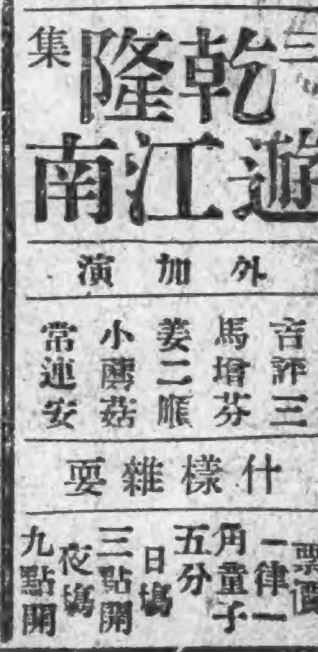 三乾隆集
遊江南
外加演
吉評三
馬增芬
姜二順
小蘑菇
常連安
什樣雜耍
票價
一律一
角童子
五分
日塲
三點開
夜塲
九點開